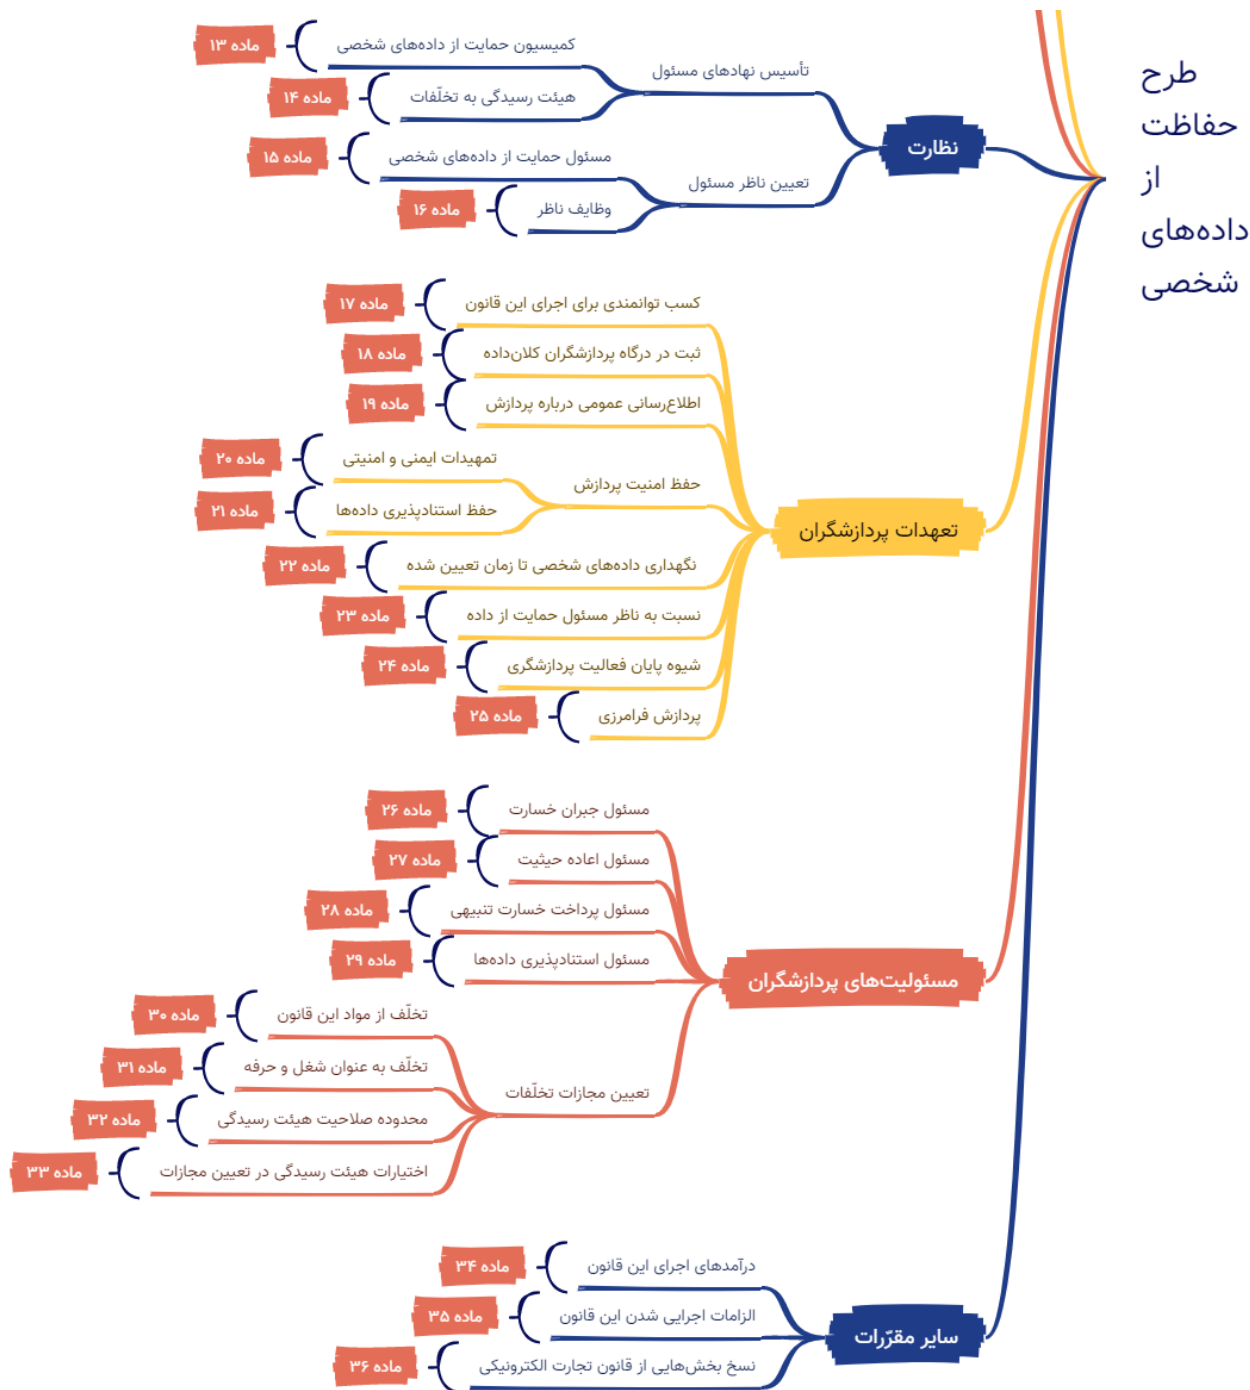 طرح
حفاظت
از
داده‌های
شخصی
نظارت
تأسیس نهادهای مسئول
کمیسیون حمایت از داده‌های شخصی
ماده ۱۳
هیئت رسیدگی به تخلّفات
ماده ۱۴
تعیین ناظر مسئول
مسئول حمایت از داده‌های شخصی
ماده ۱۵
وظایف ناظر
ماده ۱۶
تعهدات پردازشگران
کسب توانمندی برای اجرای این قانون
ماده ۱۷
ثبت در درگاه پردازشگران کلان‌داده
ماده ۱۸
اطلاع‌رسانی عمومی درباره پردازش
ماده ۱۹
حفظ امنیت پردازش
تمهیدات ایمنی و امنیتی
ماده ۲۰
حفظ استنادپذیری داده‌ها
ماده ۲۱
نگهداری داده‌های شخصی تا زمان تعیین شده
ماده ۲۲
نسبت به ناظر مسئول حمایت از داده
ماده ۲۳
شیوه پایان فعالیت پردازشگری
ماده ۲۴
پردازش فرامرزی
ماده ۲۵
مسئولیت‌های پردازشگران
مسئول جبران خسارت
ماده ۲۶
مسئول اعاده حیثیت
ماده ۲۷
مسئول پرداخت خسارت تنبیهی
ماده ۲۸
مسئول استنادپذیری داده‌ها
ماده ۲۹
تعیین مجازات تخلّفات
تخلّف از مواد این قانون
ماده ۳۰
تخلّف به عنوان شغل و حرفه
ماده ۳۱
محدوده صلاحیت هیئت رسیدگی
ماده ۳۲
اختیارات هیئت رسیدگی در تعیین مجازات
ماده ۳۳
سایر مقرّرات
درآمدهای اجرای این قانون
ماده ۳۴
الزامات اجرایی شدن این قانون
ماده ۳۵
نسخ بخش‌هایی از قانون تجارت الکترونیکی
ماده ۳۶